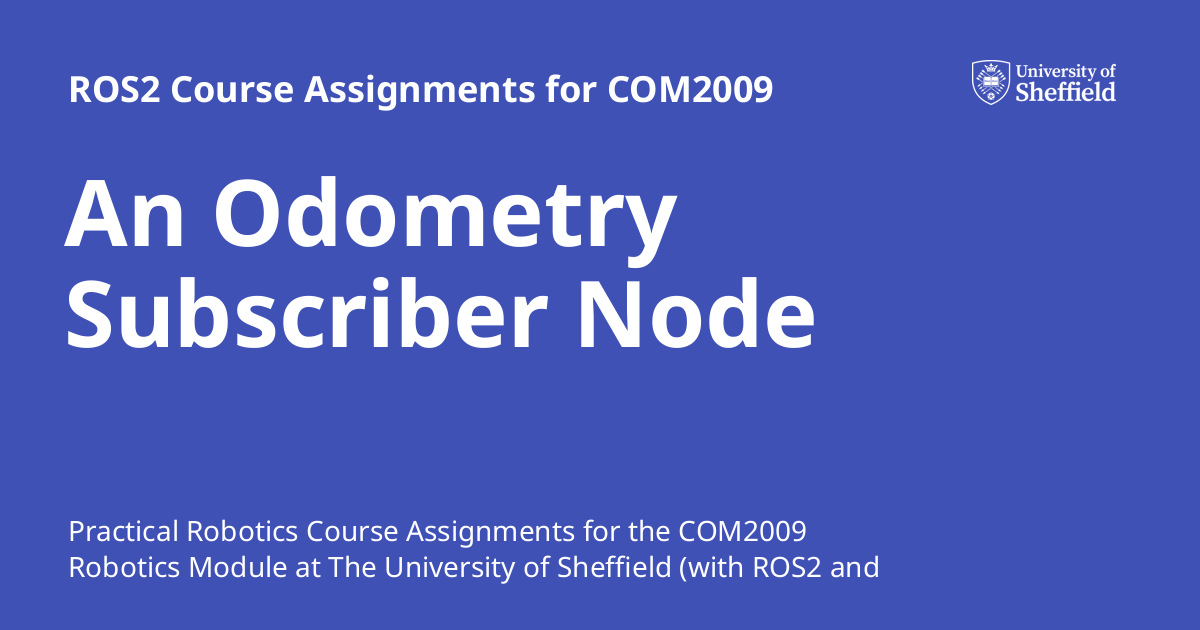 ROS2 Course Assignments for COM2009
University of
Sheffield
An Odometry
Subscriber Node
Practical Robotics Course Assignments for the COM2009
Robotics Module at The University of Sheffield (with ROS2 and